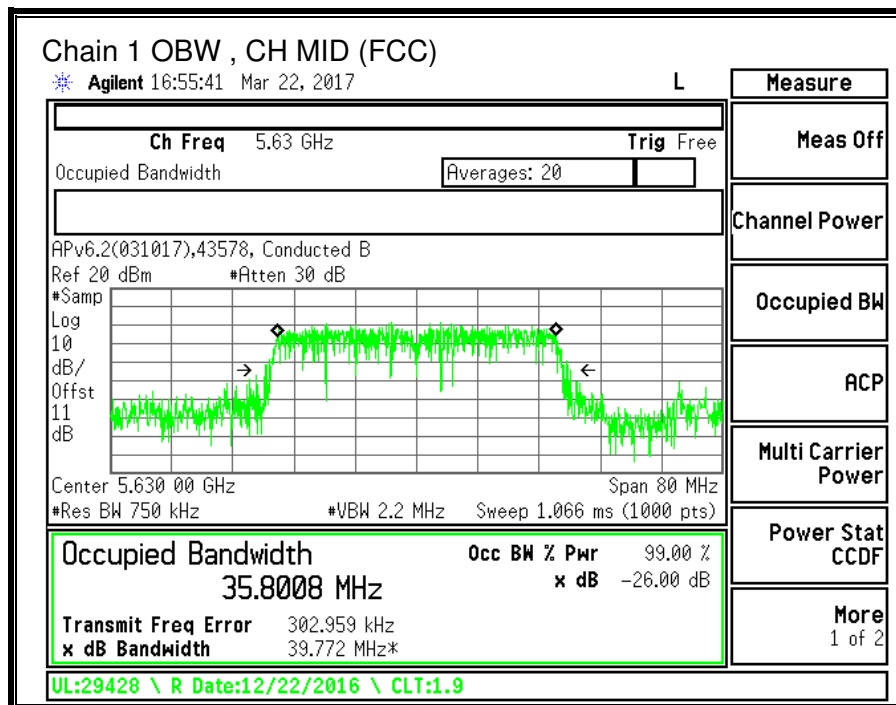 Chain 1 OBW , CH MID (FCC)
Agilent 16:55:41 Mar 22, 2017 L Measure
Ch Freq 5.63 GHz Trig Free Meas Off
Occupied Bandwidth Averages: 20
Channel Power
APv6.2(031017),43578, Conducted B
Ref 20 dBm #Atten 30 dB
#Samp Occupied BW
Log
10
dB/
Offst ACP
11
dB
Multi Carrier
Power
Center 5.630 00 GHz Span 80 MHz
#Res BW 750 kHz #VBW 2.2 MHz Sweep 1.066 ms (1000 pts)
Power Stat
CCDF
Occupied Bandwidth Occ BW % Pwr 99.00 %
35.8008 MHz x dB -26.00 dB
More
1 of 2
Transmit Freq Error 302.959 kHz
x dB Bandwidth 39.772 MHz*
UL:29428 \ R Date:12/22/2016 \ CLT:1.9